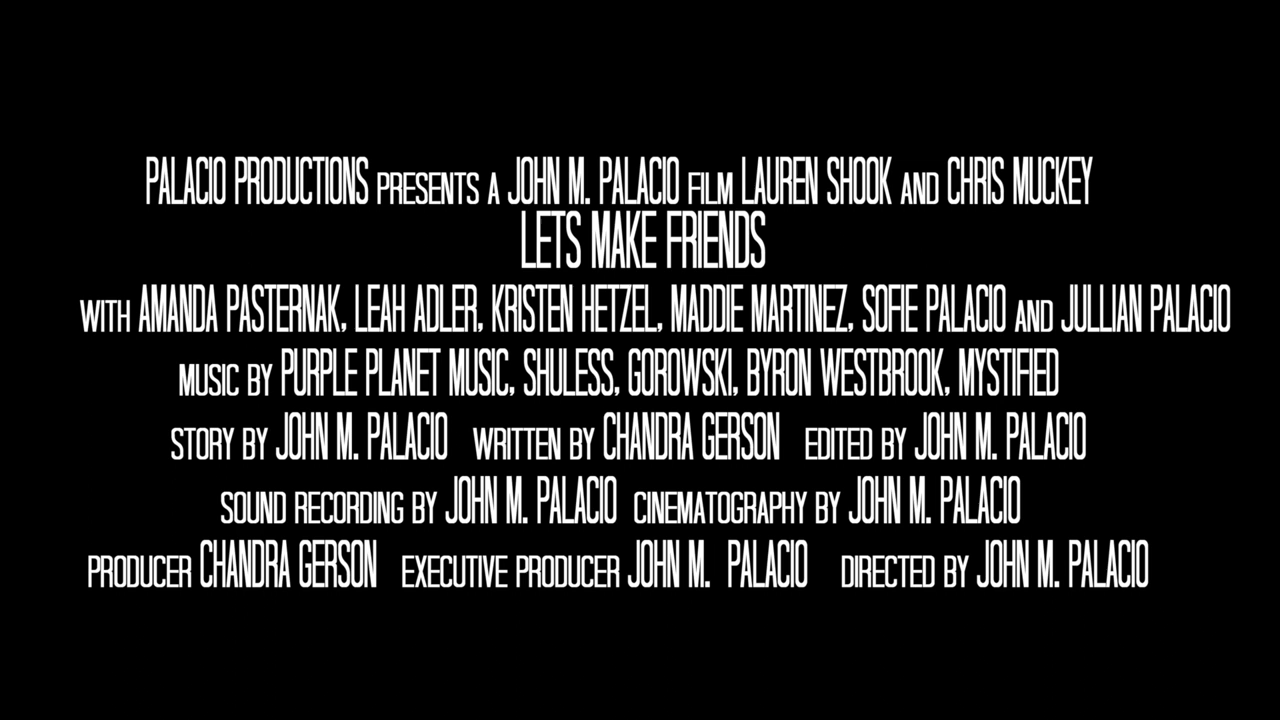 PALACIO PRODUCTIONS PRESENTS A JOHN M. PALACIO FILM LAUREN SHOOK AND CHRIS MUCKEY
LETS MAKE FRIENDS
WITH AMANDA PASTERNAK, LEAH ADLER, KRISTEN HETZEL, MADDIE MARTINEZ, SOFIE PALACIO AND JULLIAN PALACIO
MUSIC BY PURPLE PLANET MUSIC, SHULESS, GOROWSKI, BYRON WESTBROOK, MYSTIFIED
STORY BY JOHN M. PALACIO WRITTEN BY CHANDRA GERSON EDITED BY JOHN M. PALACIO
SOUND RECORDING BY JOHN M. PALACIO CINEMATOGRAPHY BY JOHN M. PALACIO
PRODUCER CHANDRA GERSON EXECUTIVE PRODUCER JOHN M. PALACIO DIRECTED BY JOHN M. PALACIO